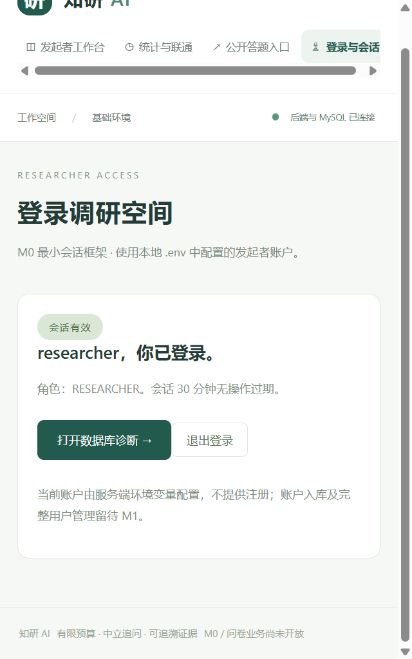 研 知研 AI
发起者工作台 统计与联通 公开答题入口 登录与会话
工作空间 / 基础环境 后端与 MySQL 已连接
RESEARCHER ACCESS
登录调研空间
M0 最小会话框架 · 使用本地 .env 中配置的发起者账户。
会话有效
researcher，你已登录。
角色：RESEARCHER。会话 30 分钟无操作过期。
打开数据库诊断 → 退出登录
当前账户由服务端环境变量配置，不提供注册；账户入库及完
整用户管理留待 M1。
知研 AI 有限预算 · 中立追问 · 可追溯证据 M0 / 问卷业务尚未开放